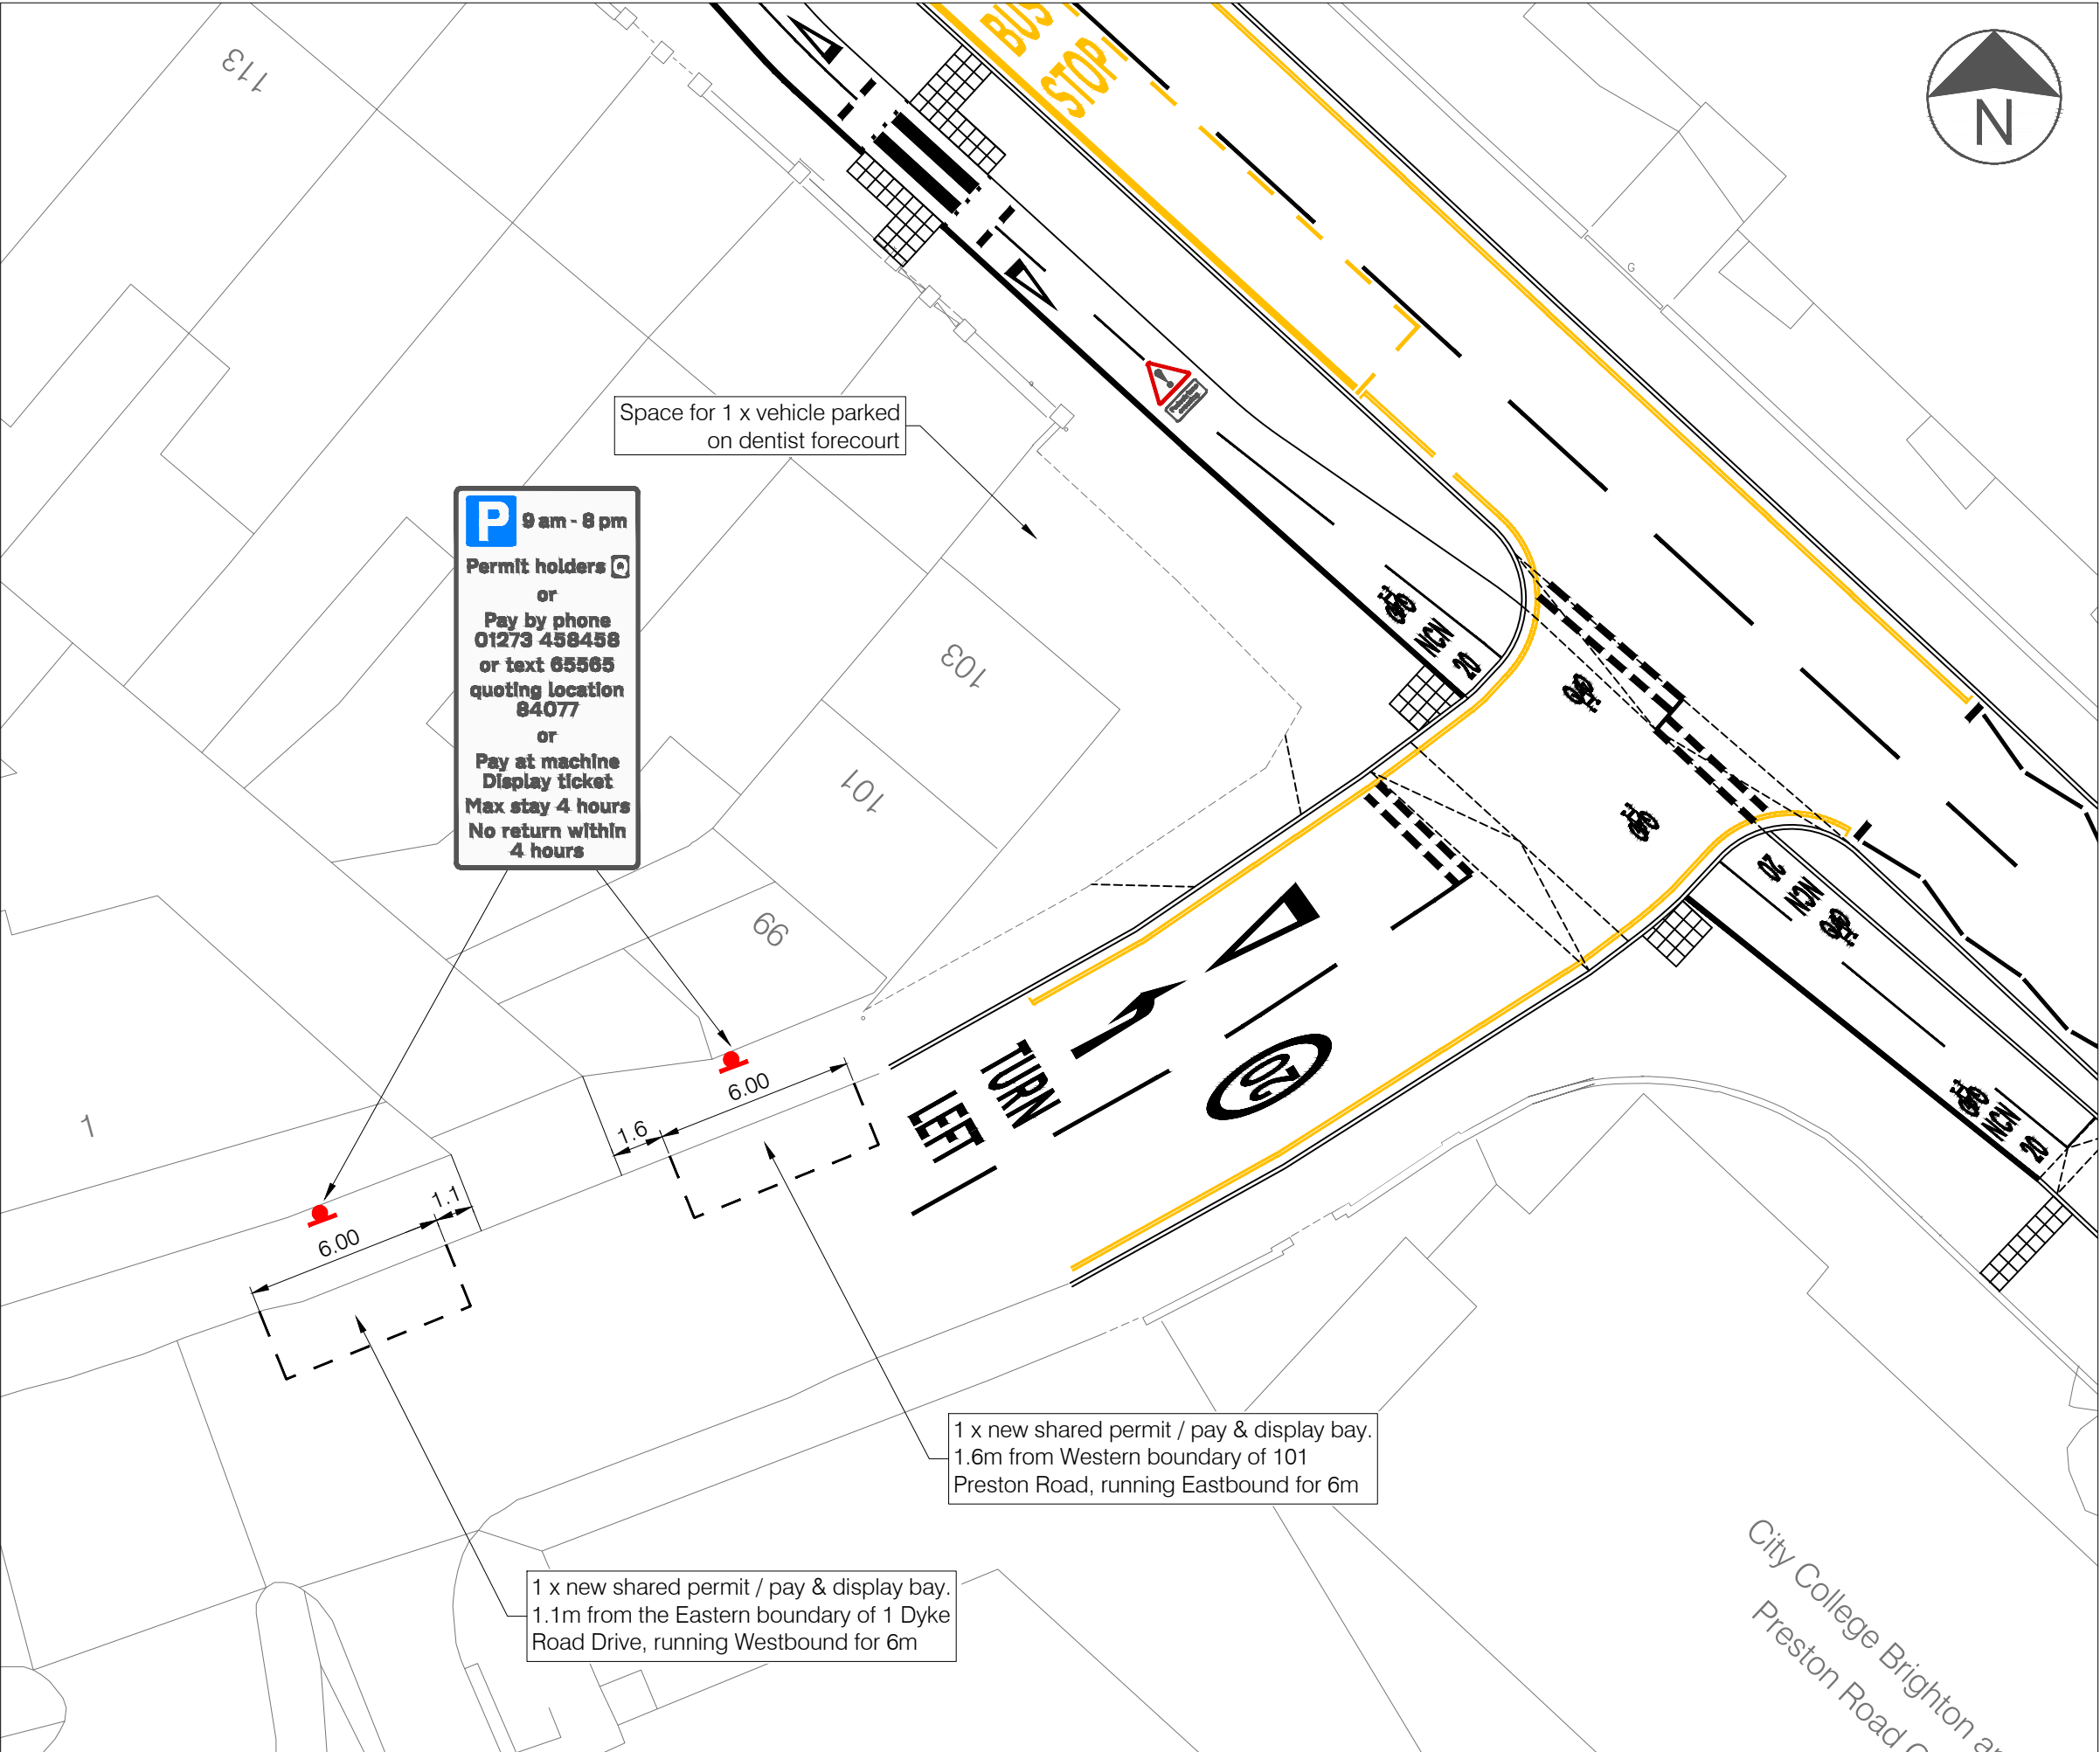 113
BUS
STOP
N
G
Space for 1 x vehicle parked
on dentist forecourt
P 9 am - 8 pm
Permit holders Q
or
Pay by phone
01273 458458
or text 65565
quoting location
84077
or
Pay at machine
Display ticket
Max stay 4 hours
No return within
4 hours
103
101
99
1
NCN
20
20
NCN
NCN
20
TURN
LEFT
20
6.00
1.6
1.1
6.00
1 x new shared permit / pay & display bay.
1.6m from Western boundary of 101
Preston Road, running Eastbound for 6m
1 x new shared permit / pay & display bay.
1.1m from the Eastern boundary of 1 Dyke
Road Drive, running Westbound for 6m
City College Brighton
Preston Road